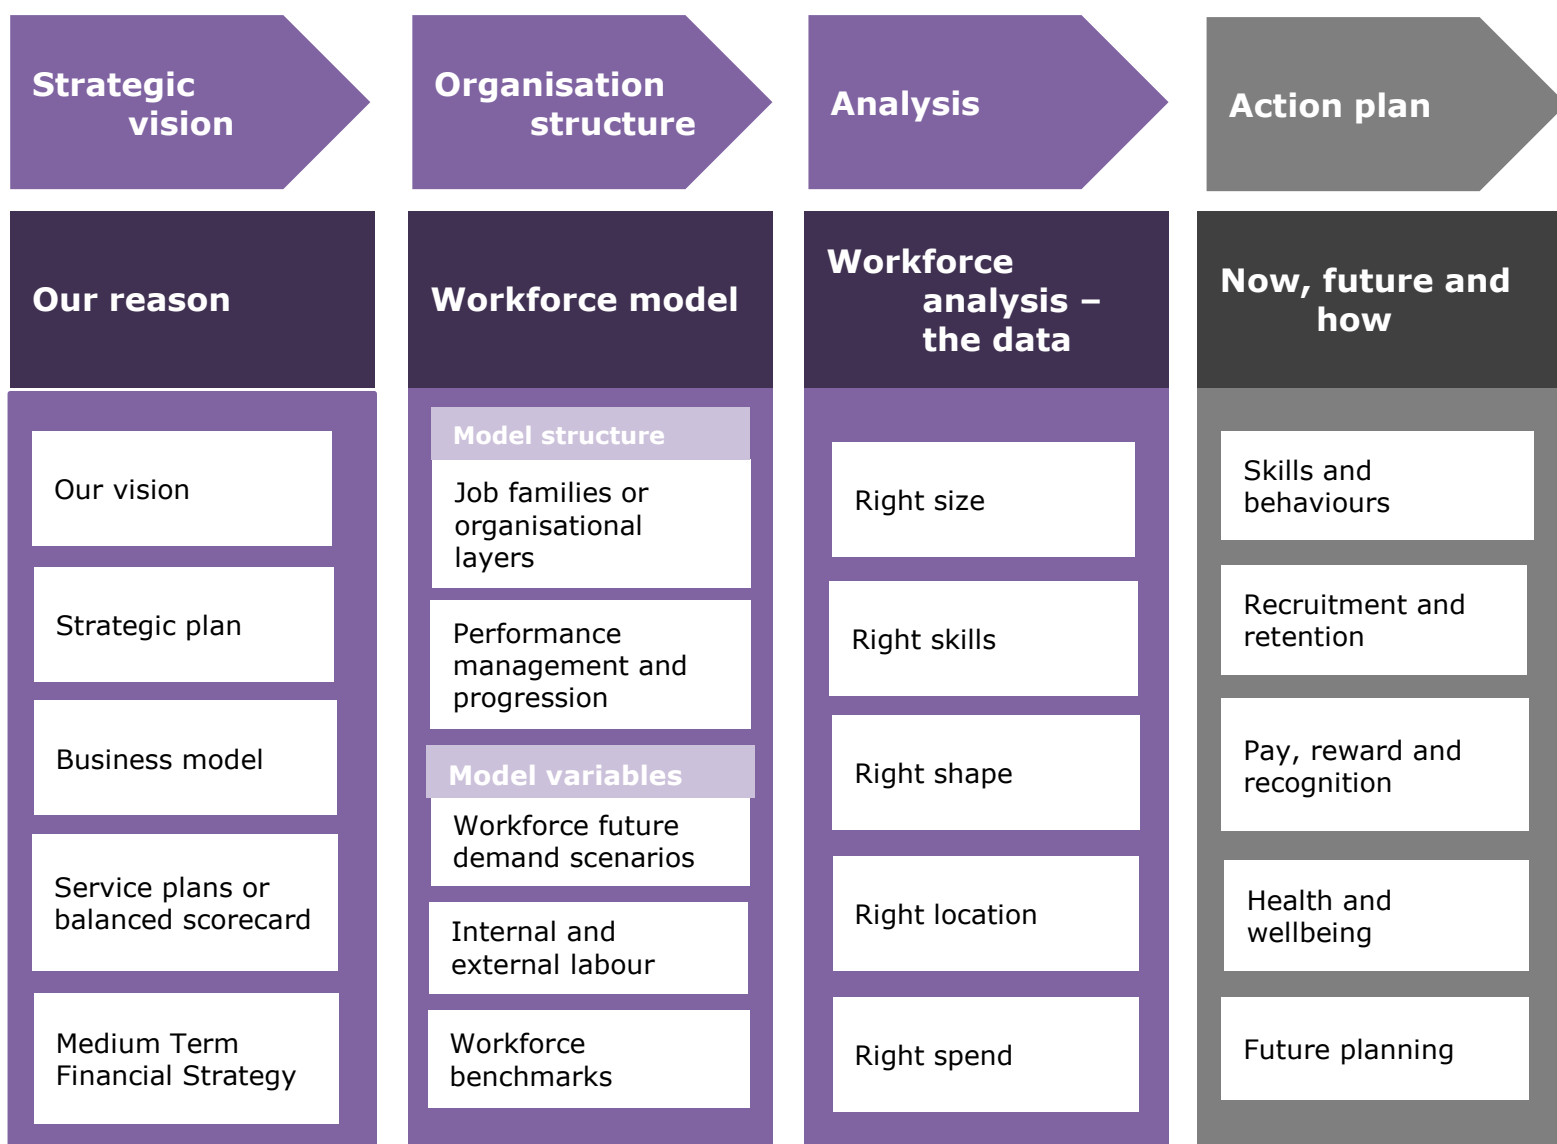 Strategic
vision
Organisation
structure
Analysis
Action plan
Our reason
Workforce model
Workforce
analysis –
the data
Now, future and
how
Our vision
Strategic plan
Business model
Service plans or
balanced scorecard
Medium Term
Financial Strategy
Model structure
Job families or
organisational
layers
Performance
management and
progression
Model variables
Workforce future
demand scenarios
Internal and
external labour
Workforce
benchmarks
Right size
Right skills
Right shape
Right location
Right spend
Skills and
behaviours
Recruitment and
retention
Pay, reward and
recognition
Health and
wellbeing
Future planning